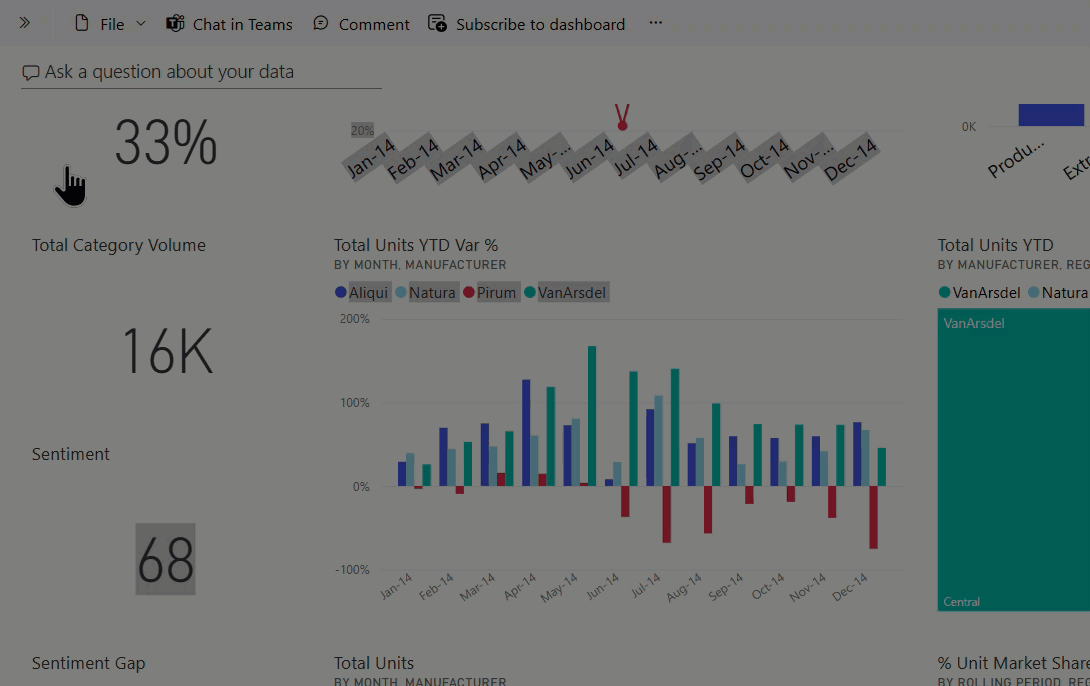 File Chat in Teams Comment Subscribe to dashboard ...
Ask a question about your data
33%
20%
Jan-14 Feb-14 Mar-14 Apr-14 May-... Jun-14 Jul-14 Aug-... Sep-14 Oct-14 Nov-... Dec-14
0K
Produ... Extr
Total Category Volume
16K
Sentiment
68
Sentiment Gap
Total Units YTD Var %
BY MONTH, MANUFACTURER
Aliqui Natura Pirum VanArsdel
200%
100%
0%
-100%
Jan-14 Feb-14 Mar-14 Apr-14 May-14 Jun-14 Jul-14 Aug-14 Sep-14 Oct-14 Nov-14 Dec-14
Total Units
BY MONTH, MANUFACTURER
Total Units YTD
BY MANUFACTURER, REG
VanArsdel Natura
VanArsdel
Central
% Unit Market Share
BY ROLLING PERIOD, REG